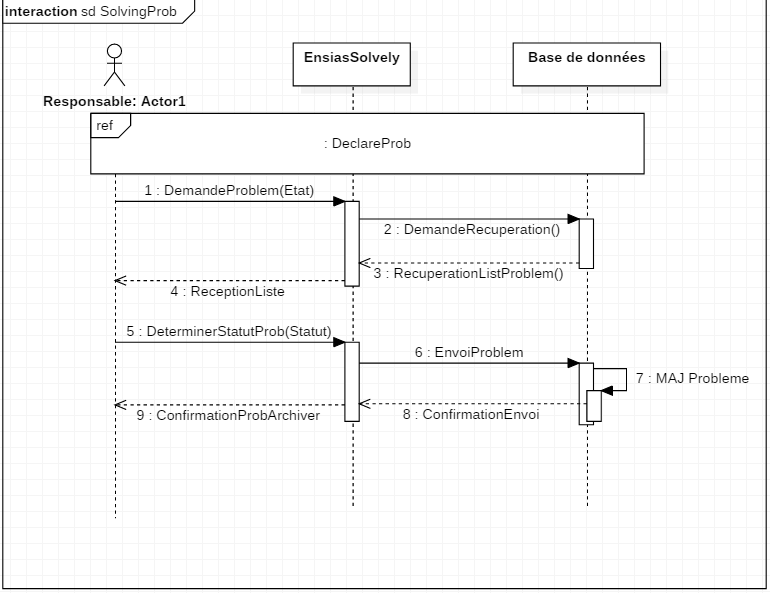 interaction sd SolvingProb
EnsiasSolvely
Base de données
Responsable: Actor1
ref
: DeclareProb
1 : DemandeProblem(Etat)
2 : DemandeRecuperation()
3 : RecuperationListProblem()
4 : ReceptionListe
5 : DeterminerStatutProb(Statut)
6 : EnvoiProblem
7 : MAJ Probleme
8 : ConfirmationEnvoi
9 : ConfirmationProbArchiver